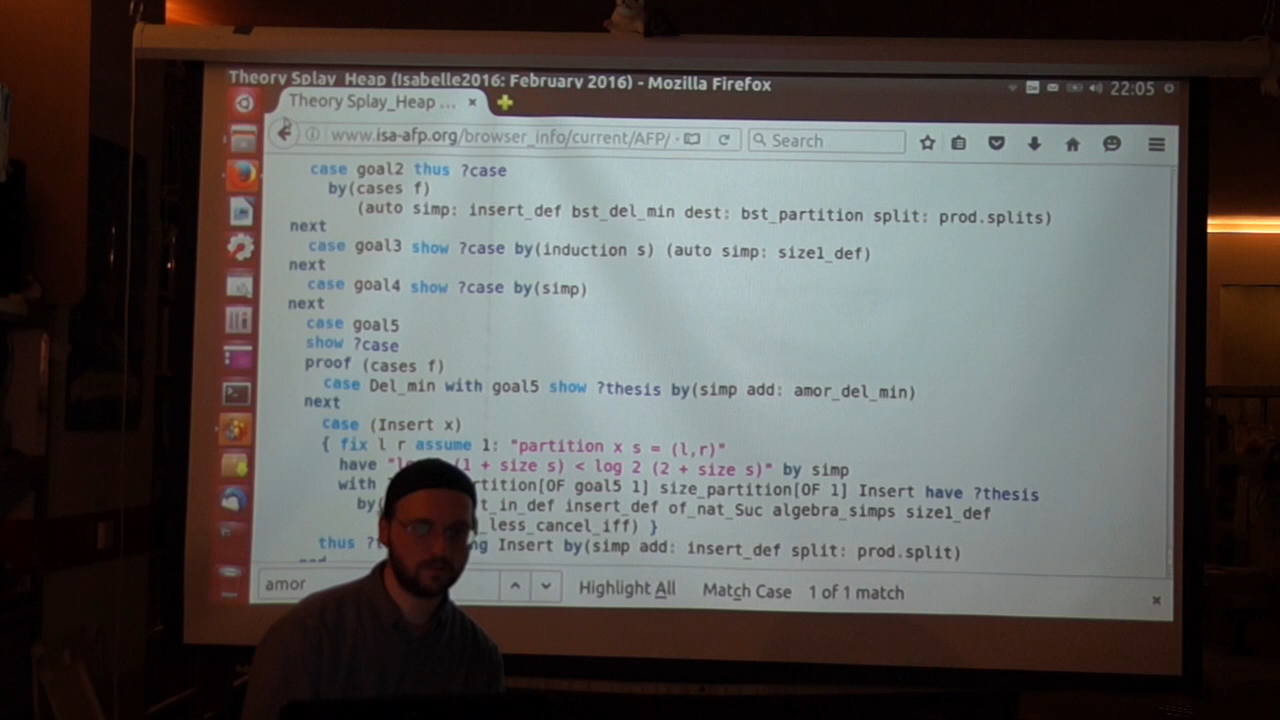 Theory Splay_Heap (Isabelle2016: February 2016) - Mozilla Firefox
22:05
Theory Splay_Heap ...
www.isa-afp.org/browser_info/current/AFP/
Search
case goal2 thus ?case
by(cases f)
(auto simp: insert_def bst_del_min dest: bst_partition split: prod.splits)
next
case goal3 show ?case by(induction s) (auto simp: size1_def)
next
case goal4 show ?case by(simp)
next
case goal5
show ?case
proof (cases f)
case Del_min with goal5 show ?thesis by(simp add: amor_del_min)
next
case (Insert x)
{ fix l r assume 1: "partition x s = (l,r)"
have (1 + size s) < log 2 (2 + size s)" by simp
with [OF goal5 1] size_partition[OF 1] Insert have ?thesis
insert_def of_nat_Suc algebra_simps size1_def
_less_cancel_iff) }
thus Insert by(simp add: insert_def split: prod.split)
amor
Highlight All
Match Case
1 of 1 match